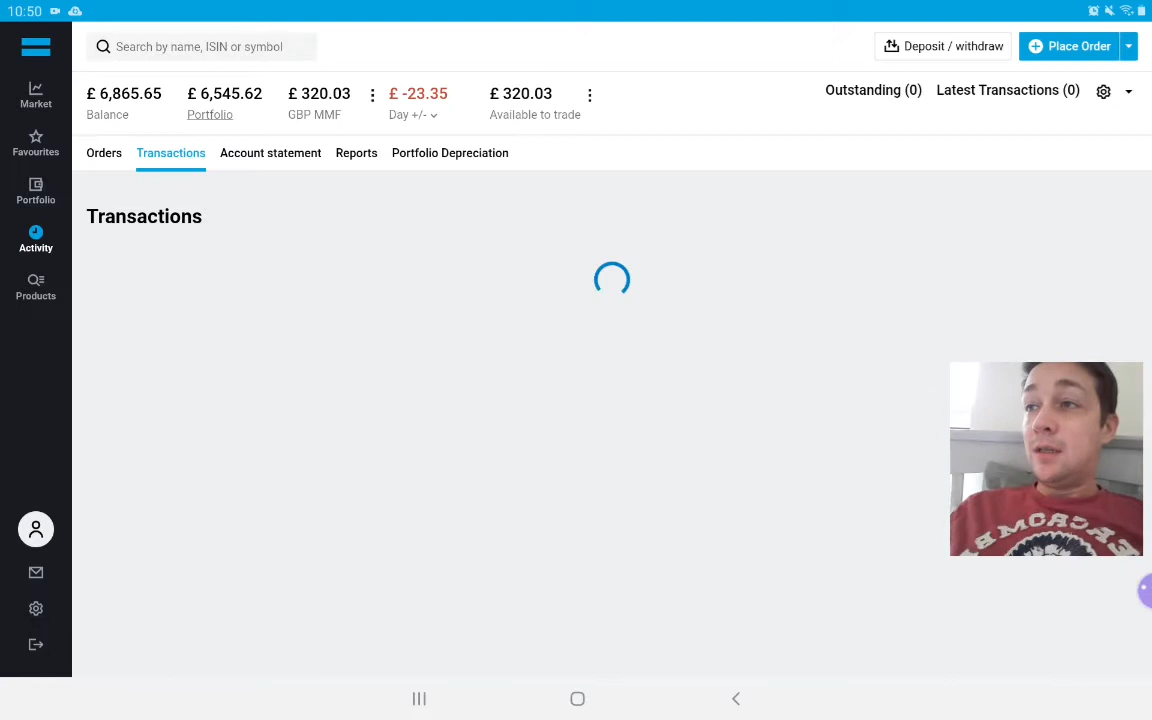 10:50
Search by name, ISIN or symbol
Deposit / withdraw
Place Order
Market
£ 6,865.65
£ 6,545.62
£ 320.03
£ -23.35
£ 320.03
Outstanding (0)
Latest Transactions (0)
Balance
Portfolio
GBP MMF
Day +/-
Available to trade
Favourites
Orders
Transactions
Account statement
Reports
Portfolio Depreciation
Portfolio
Transactions
Activity
Products